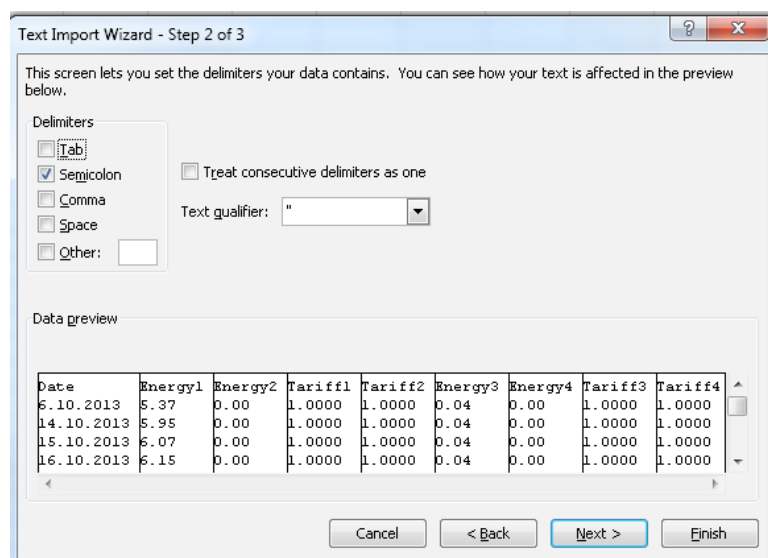 Text Import Wizard - Step 2 of 3
This screen lets you set the delimiters your data contains.  You can see how your text is affected in the preview
below.
Delimiters
Tab
Semicolon
Comma
Space
Other:
Treat consecutive delimiters as one
Text qualifier: "
Data preview
Date Energy1 Energy2 Tariff1 Tariff2 Energy3 Energy4 Tariff3 Tariff4
6.10.2013 5.37 0.00 1.0000 1.0000 0.04 0.00 1.0000 1.0000
14.10.2013 5.95 0.00 1.0000 1.0000 0.04 0.00 1.0000 1.0000
15.10.2013 6.07 0.00 1.0000 1.0000 0.04 0.00 1.0000 1.0000
16.10.2013 6.15 0.00 1.0000 1.0000 0.04 0.00 1.0000 1.0000
Cancel < Back Next > Finish